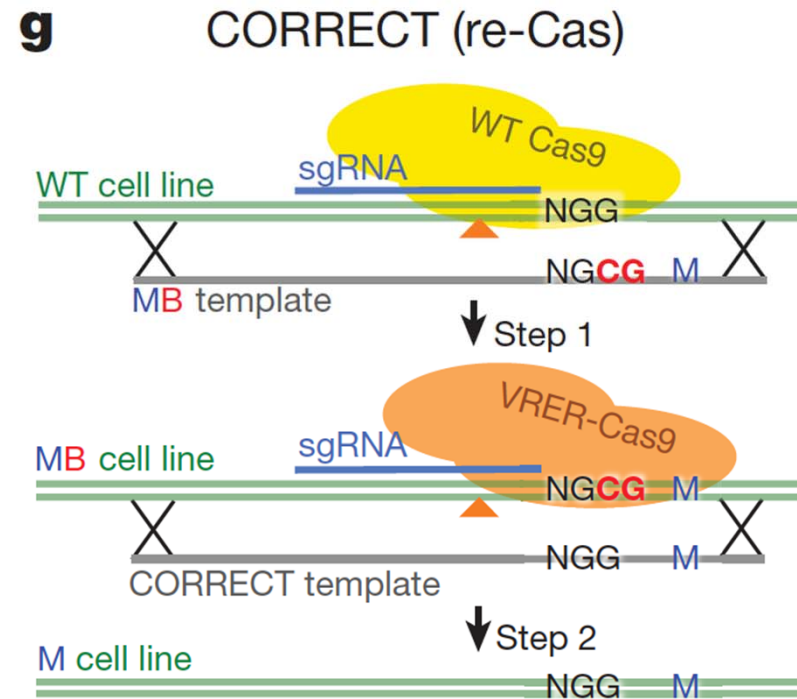 g CORRECT (re-Cas)
WT Cas9
sgRNA
WT cell line
NGG
NGCG M
MB template
Step 1
VRER-Cas9
sgRNA
MB cell line
NGCG M
NGG M
CORRECT template
Step 2
M cell line
NGG M